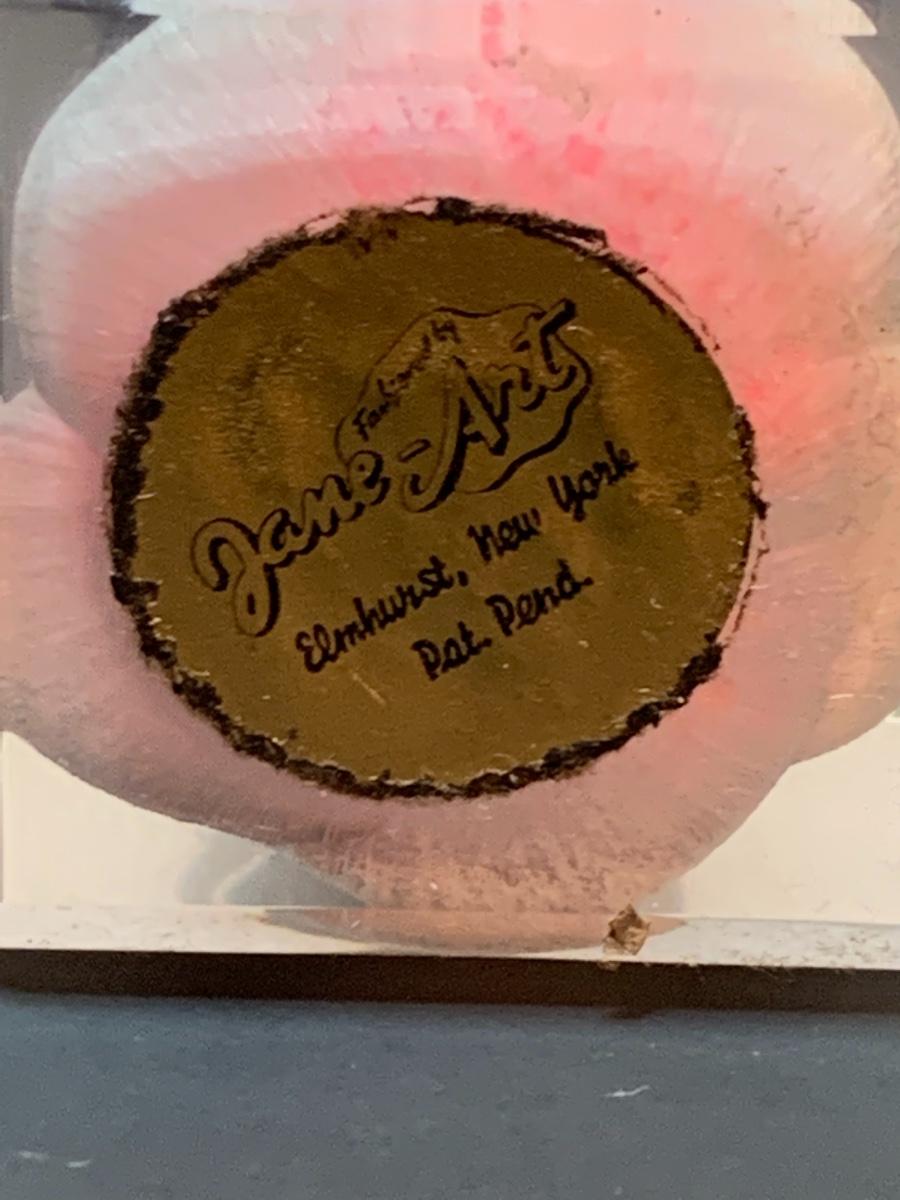 Fashioned by
Jane-Art
Elmhurst, New York
Pat. Pend.